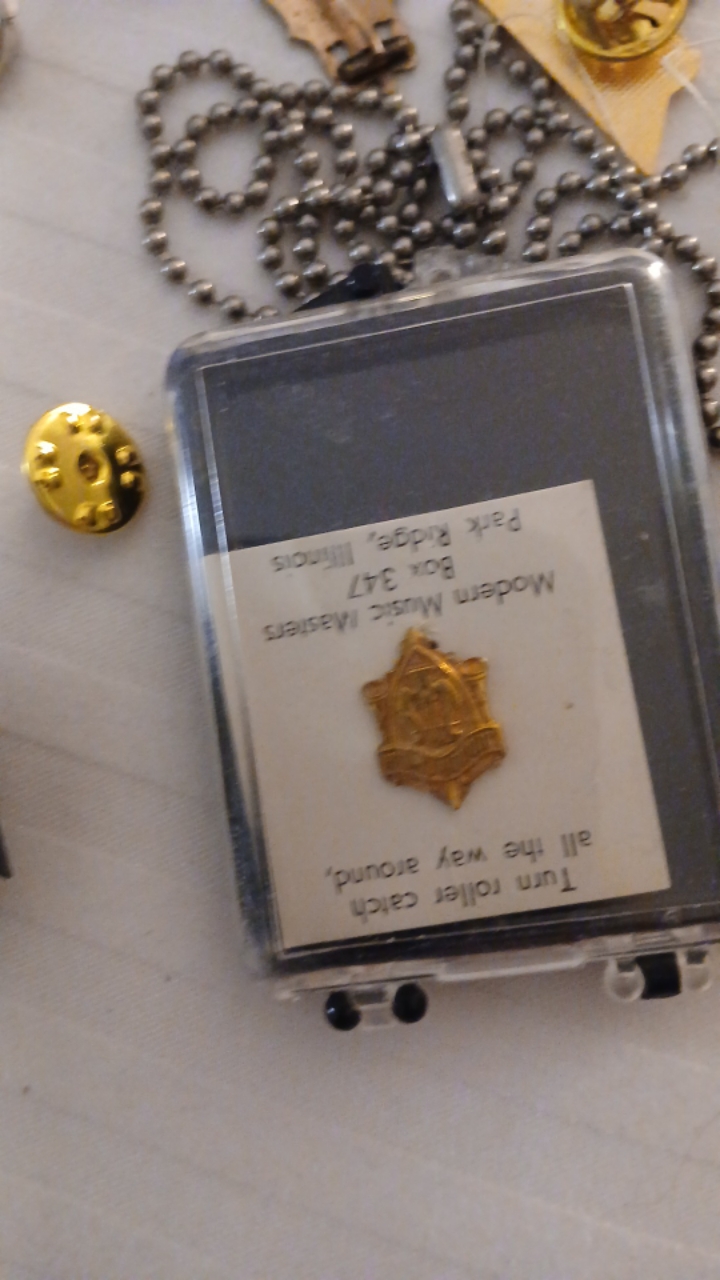 Turn roller catch
all the way around,
Modern Music Masters
Box 347
Park Ridge, Illinois